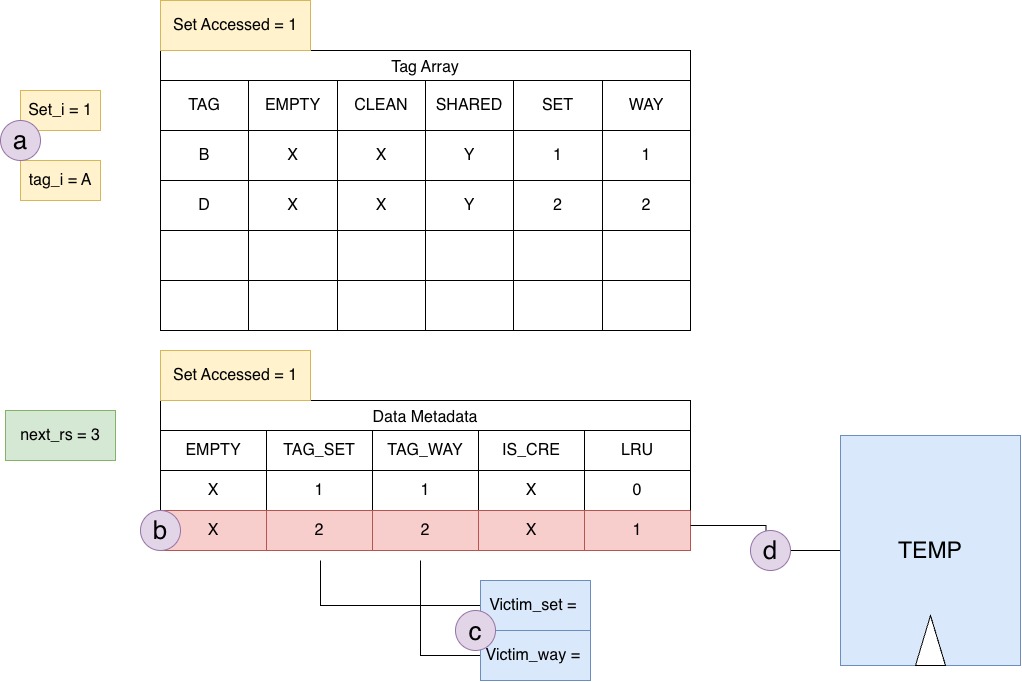 Set Accessed = 1
Tag Array
TAG EMPTY CLEAN SHARED SET WAY
B X X Y 1 1
D X X Y 2 2
Set_i = 1
a
tag_i = A
Set Accessed = 1
Data Metadata
EMPTY TAG_SET TAG_WAY IS_CRE LRU
X 1 1 X 0
b X 2 2 X 1
next_rs = 3
d
TEMP
Victim_set =
c
Victim_way =